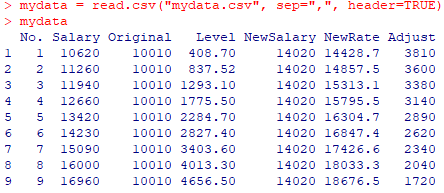 > mydata = read.csv("mydata.csv", sep=",", header=TRUE)
> mydata
No. Salary Original Level NewSalary NewRate Adjust
1 1 10620 10010 408.70 14020 14428.7 3810
2 2 11260 10010 837.52 14020 14857.5 3600
3 3 11940 10010 1293.10 14020 15313.1 3380
4 4 12660 10010 1775.50 14020 15795.5 3140
5 5 13420 10010 2284.70 14020 16304.7 2890
6 6 14230 10010 2827.40 14020 16847.4 2620
7 7 15090 10010 3403.60 14020 17426.6 2340
8 8 16000 10010 4013.30 14020 18033.3 2040
9 9 16960 10010 4656.50 14020 18676.5 1720